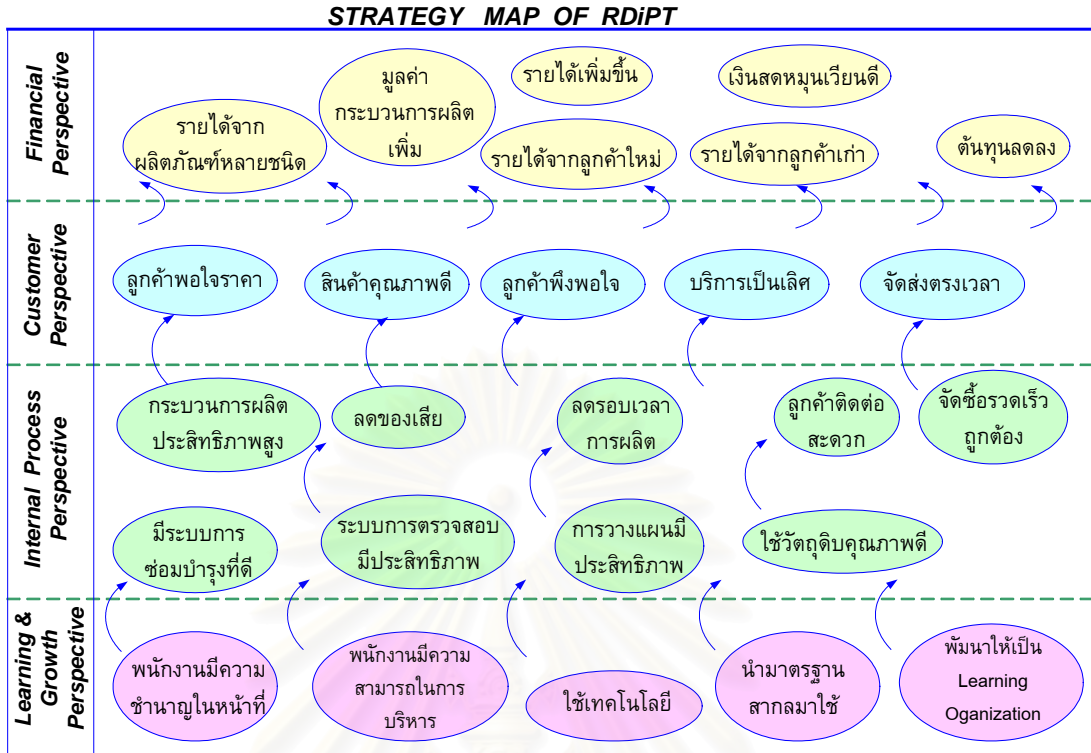 STRATEGY MAP OF RDiPT
Financial
Perspective
มูลค่า
กระบวนการผลิต
เพิ่ม
รายได้เพิ่มขึ้น
เงินสดหมุนเวียนดี
รายได้จาก
ผลิตภัณฑ์หลายชนิด
รายได้จากลูกค้าใหม่
รายได้จากลูกค้าเก่า
ต้นทุนลดลง
Customer
Perspective
ลูกค้าพอใจราคา
สินค้าคุณภาพดี
ลูกค้าพึงพอใจ
บริการเป็นเลิศ
จัดส่งตรงเวลา
Internal Process
Perspective
กระบวนการผลิต
ประสิทธิภาพสูง
ลดของเสีย
ลดรอบเวลา
การผลิต
ลูกค้าติดต่อ
สะดวก
จัดซื้อรวดเร็ว
ถูกต้อง
มีระบบการ
ซ่อมบำรุงที่ดี
ระบบการตรวจสอบ
มีประสิทธิภาพ
การวางแผนมี
ประสิทธิภาพ
ใช้วัตถุดิบคุณภาพดี
Learning &
Growth
Perspective
พนักงานมีความ
ชำนาญในหน้าที่
พนักงานมีความ
สามารถในการ
บริหาร
ใช้เทคโนโลยี
นำมาตรฐาน
สากลมาใช้
พัมนาให้เป็น
Learning
Oganization